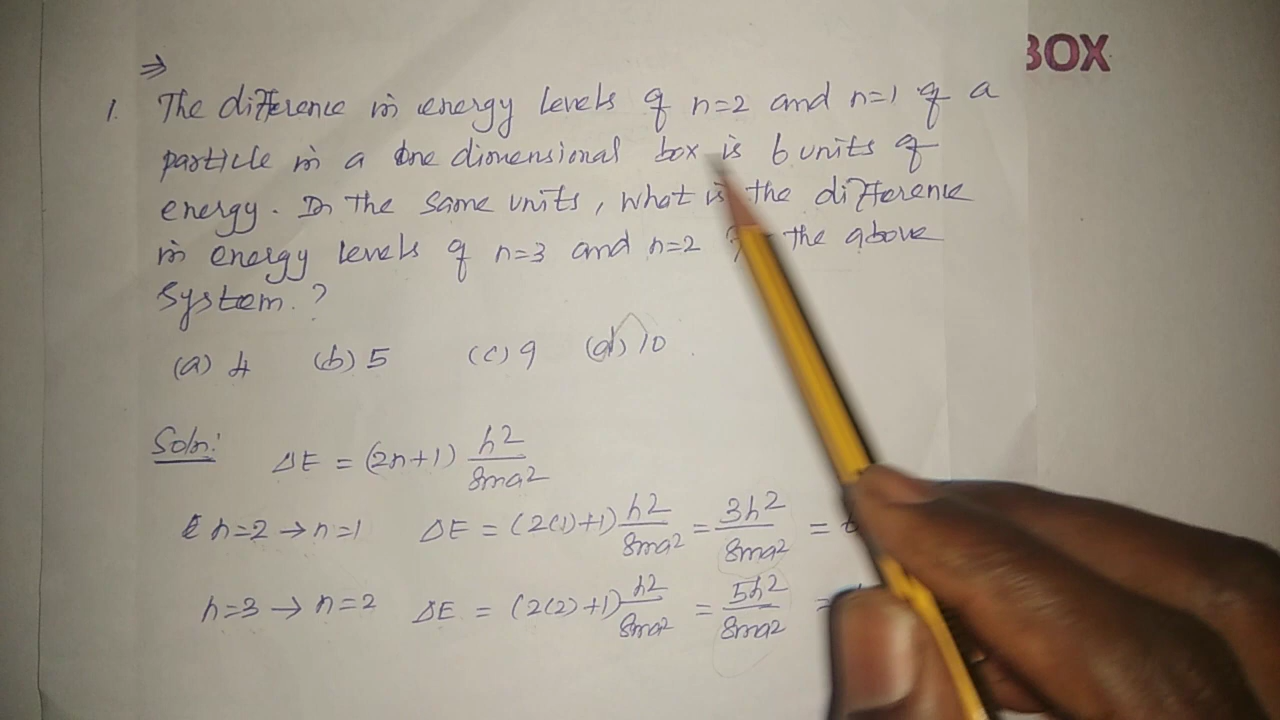 BOX
⇒
1. The difference in energy levels of n=2 and n=1 of a
particle in a one dimensional box is 6 units of
energy. In the same units, what is the difference
in energy levels of n=3 and n=2 the above
system. ?
(a) 4 (b) 5 (c) 9 (d) 10
Soln:
ΔE = (2n+1) h2/8ma2
n=2 → n=1 ΔE = (2(1)+1) h2/8ma2 = 3h2/8ma2 =
n=3 → n=2 ΔE = (2(2)+1) h2/8ma2 = 5h2/8ma2 =